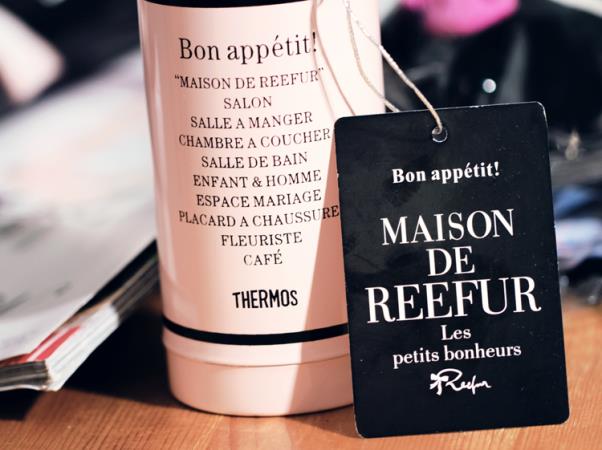 Bon appétit!
"MAISON DE REEFUR"
SALON
SALLE A MANGER
CHAMBRE A COUCHER
SALLE DE BAIN
ENFANT & HOMME
ESPACE MARIAGE
PLACARD A CHAUSSURE
FLEURISTE
CAFÉ
THERMOS
Bon appétit!
MAISON
DE
REEFUR
Les
petits bonheurs
Reefur